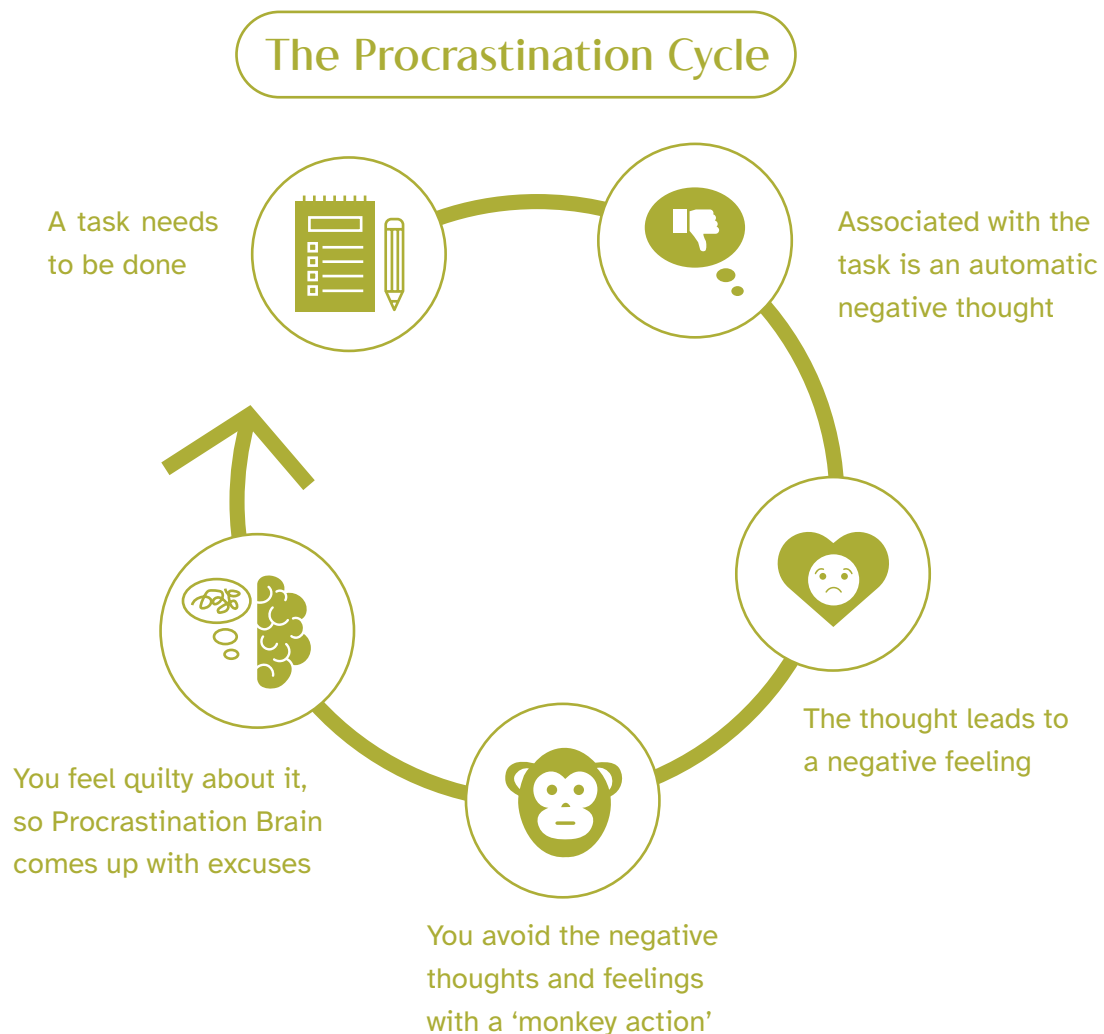 The Procrastination Cycle
A task needs
to be done
Associated with the
task is an automatic
negative thought
The thought leads to
a negative feeling
You avoid the negative
thoughts and feelings
with a ‘monkey action’
You feel quilty about it,
so Procrastination Brain
comes up with excuses